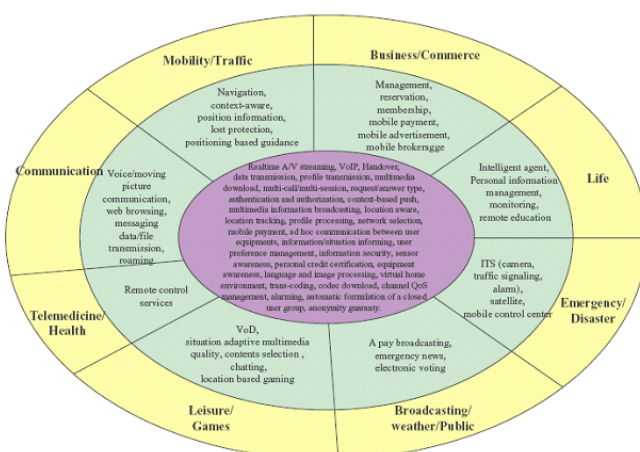 Mobility/Traffic
Business/Commerce
Navigation,
context-aware,
position information,
lost protection,
positioning based guidance
Management,
reservation,
membership,
mobile payment,
mobile advertisement,
mobile brokeragge
Communication
Voice/moving
picture
communication,
web browsing,
messaging
data/file
transmission,
roaming
Realtime A/V streaming, VoIP, Handover,
data transmission, profile transmission, multimedia
download, multi-call/multi-session, request/answer type,
authentication and authorization, context-based push,
multimedia information broadcasting, location aware,
location tracking, profile processing, network selection,
mobile payment, ad hoc communication between user
equipments, information/situation informing, user
preference management, information security, sensor
awareness, personal credit certification, equipment
awareness, language and image processing, virtual home
environment, trans-coding, codec download, channel QoS
management, alarming, automatic formulation of a closed
user group, anonymity guaranty.
Intelligent agent,
Personal information
management,
monitoring,
remote education
Life
ITS (camera,
traffic signaling,
alarm),
satellite,
mobile control center
Emergency/
Disaster
Telemedicine/
Health
Remote control
services
VoD,
situation adaptive multimedia
quality, contents selection ,
chatting,
location based gaming
A pay broadcasting,
emergency news,
electronic voting
Leisure/
Games
Broadcasting/
weather/Public